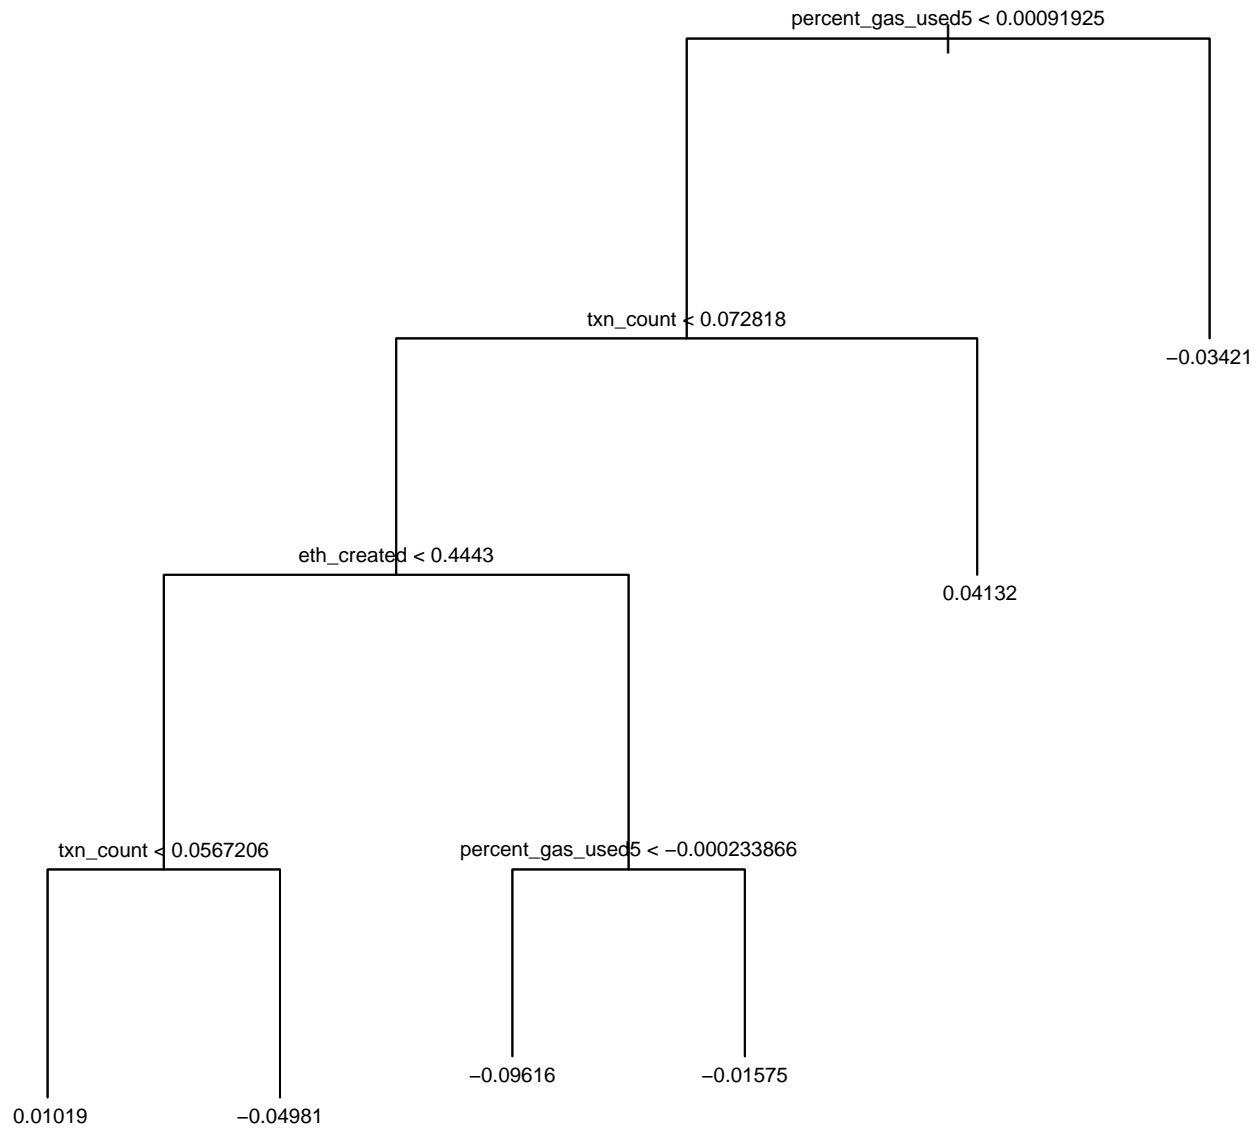 percent_gas_used5 < 0.00091925
txn_count < 0.072818
−0.03421
eth_created < 0.4443
0.04132
txn_count < 0.0567206
percent_gas_used5 < −0.000233866
−0.09616
−0.01575
0.01019
−0.04981